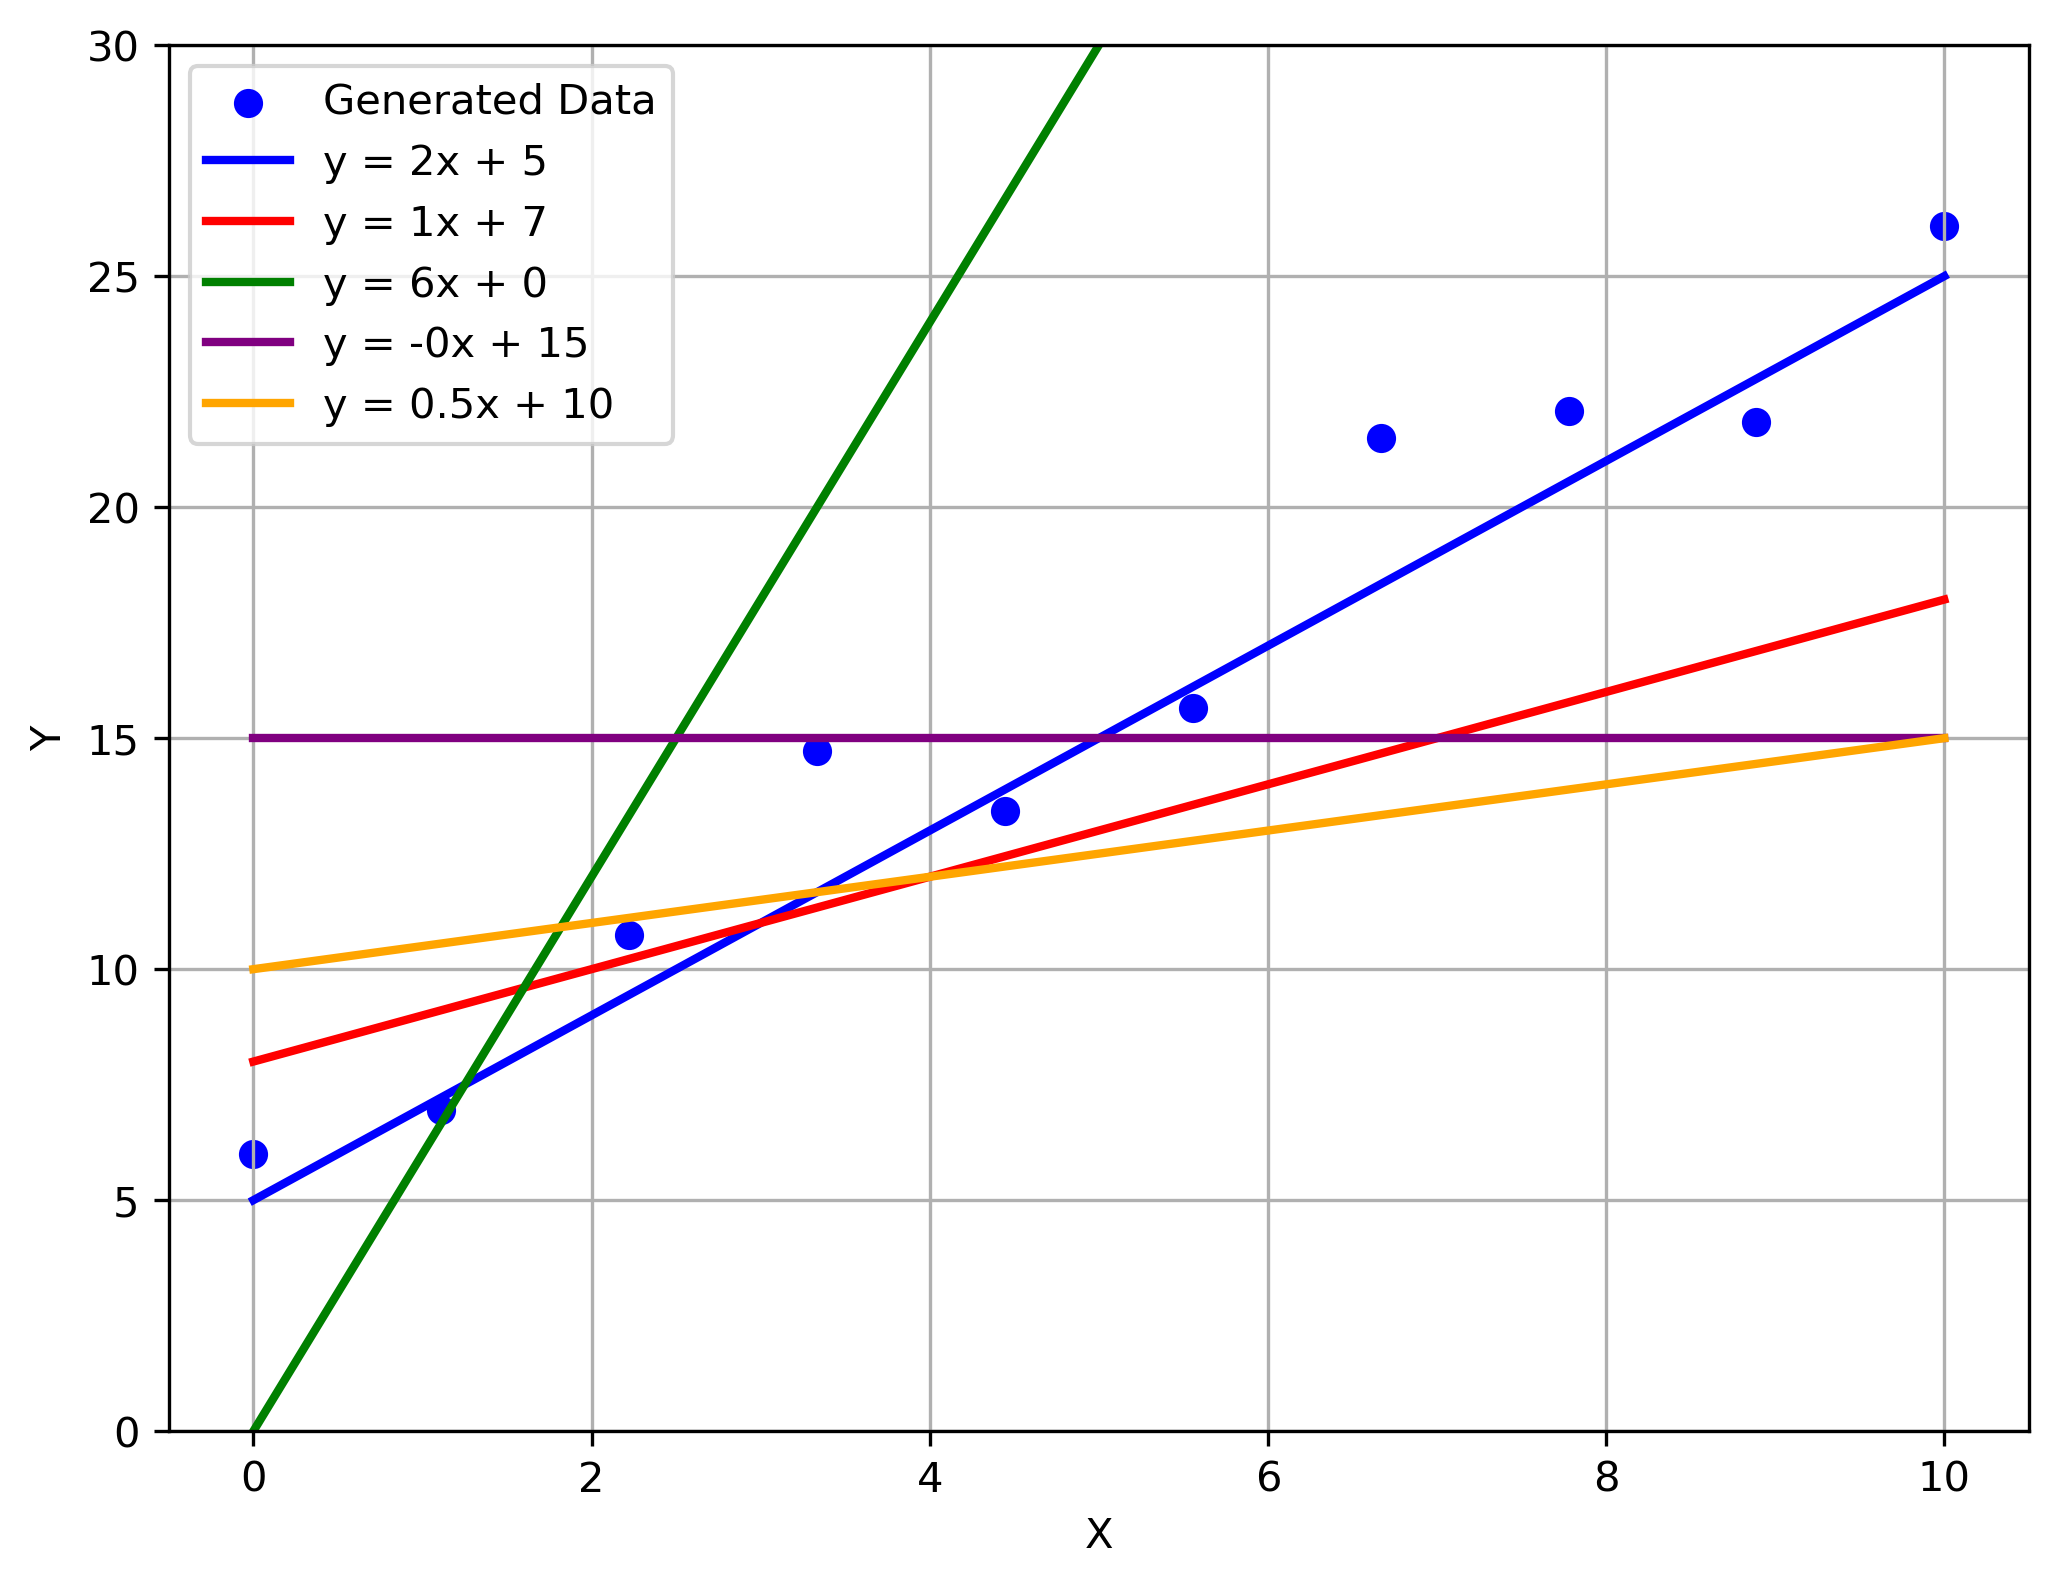 30
Generated Data
y = 2x + 5
y = 1x + 7
y = 6x + 0
y = -0x + 15
y = 0.5x + 10
25
20
15
10
5
0
Y
0 2 4 6 8 10
X